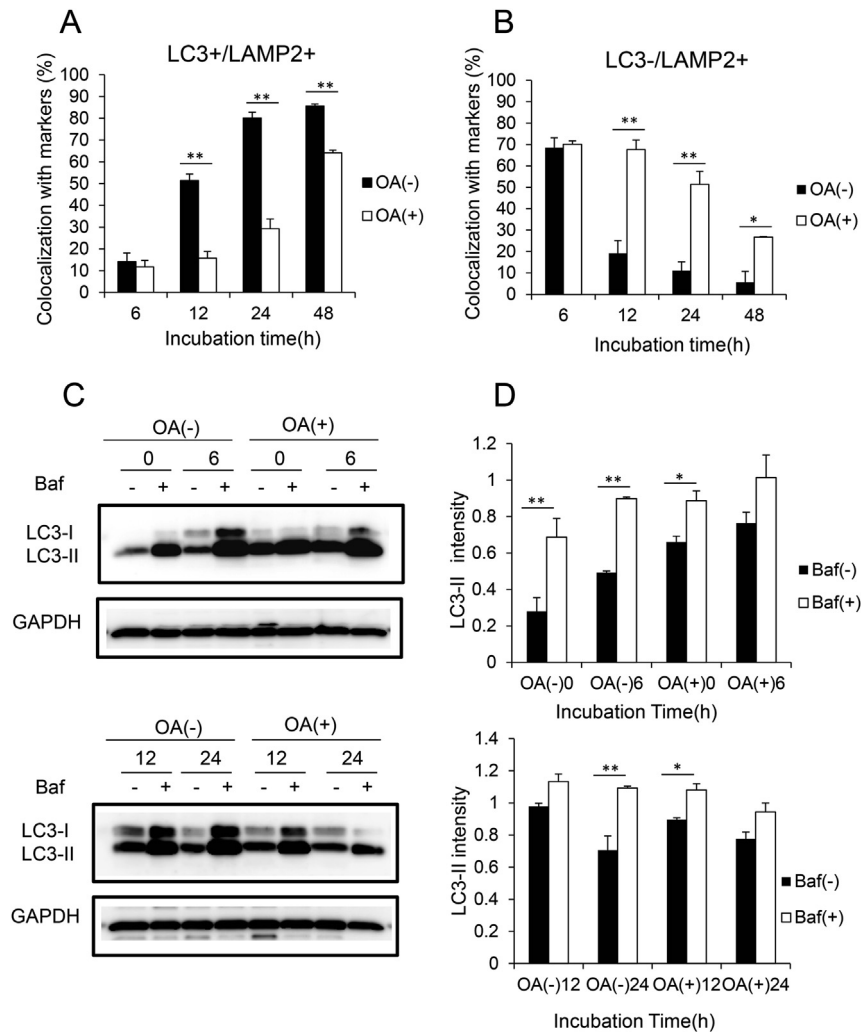 A
LC3+/LAMP2+
Colocalization with markers (%)
100
90
80
70
60
50
40
30
20
10
0
**
**
**
6 12 24 48
Incubation time(h)
OA(-)
OA(+)
B
LC3-/LAMP2+
Colocalization with markers (%)
100
90
80
70
60
50
40
30
20
10
0
**
**
*
6 12 24 48
Incubation time(h)
OA(-)
OA(+)
C
OA(-) OA(+)
0 6 0 6
Baf - + - + - + - +
LC3-I
LC3-II
GAPDH
OA(-) OA(+)
12 24 12 24
Baf - + - + - + - +
LC3-I
LC3-II
GAPDH
D
LC3-II intensity
1.2
1
0.8
0.6
0.4
0.2
0
**
**
*
OA(-)0 OA(-)6 OA(+)0 OA(+)6
Incubation Time(h)
Baf(-)
Baf(+)
LC3-II intensity
1.4
1.2
1
0.8
0.6
0.4
0.2
0
**
*
OA(-)12 OA(-)24 OA(+)12 OA(+)24
Incubation Time(h)
Baf(-)
Baf(+)